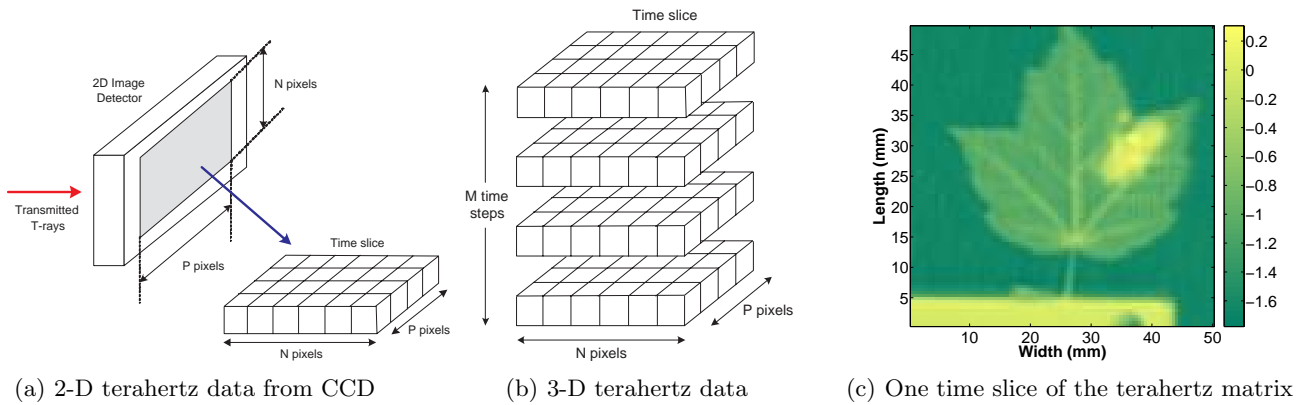 2D Image
Detector
N pixels
Transmitted
T-rays
P pixels
Time slice
P pixels
N pixels
(a) 2-D terahertz data from CCD
Time slice
M time
steps
P pixels
N pixels
(b) 3-D terahertz data
45
40
35
30
25
20
15
10
5
Length (mm)
10 20 30 40 50
Width (mm)
0.2
0
−0.2
−0.4
−0.6
−0.8
−1
−1.2
−1.4
−1.6
(c) One time slice of the terahertz matrix